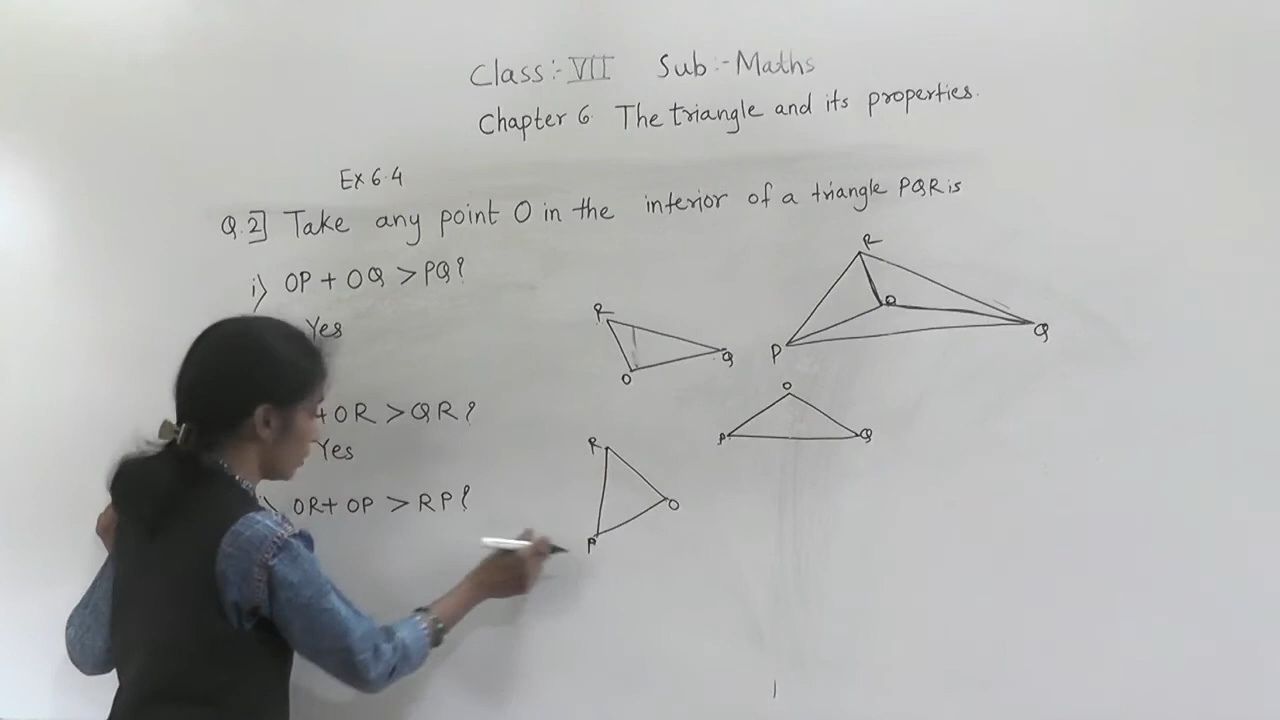 Class:- VII Sub:- Maths
Chapter 6 The triangle and its properties.
Ex 6.4
Q.2] Take any point O in the interior of a triangle PQR is
i) OP + OQ > PQ?
Yes
+ OR > QR?
Yes
) OR + OP > RP?
R
O
P
Q
R
O
Q
O
P
Q
R
O
P